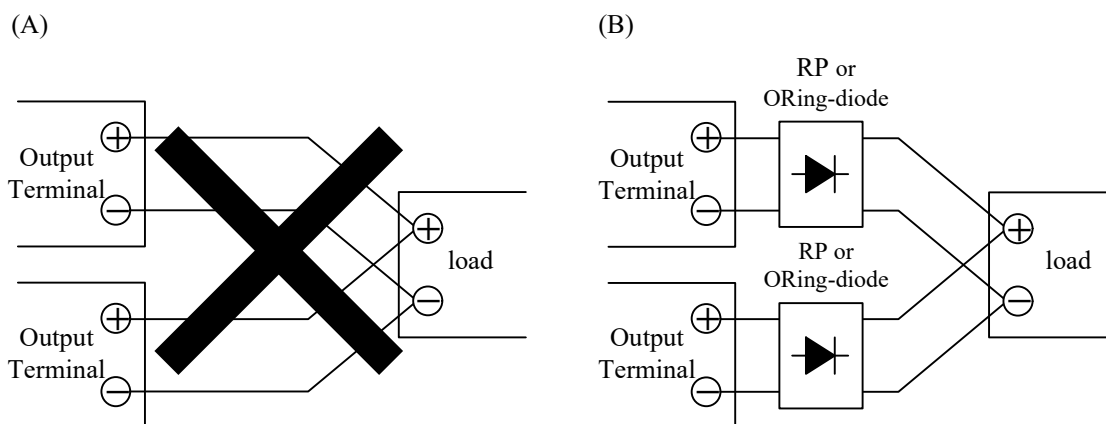 (A)
Output
Terminal
Output
Terminal
load
(B)
RP or
ORing-diode
Output
Terminal
RP or
ORing-diode
Output
Terminal
load